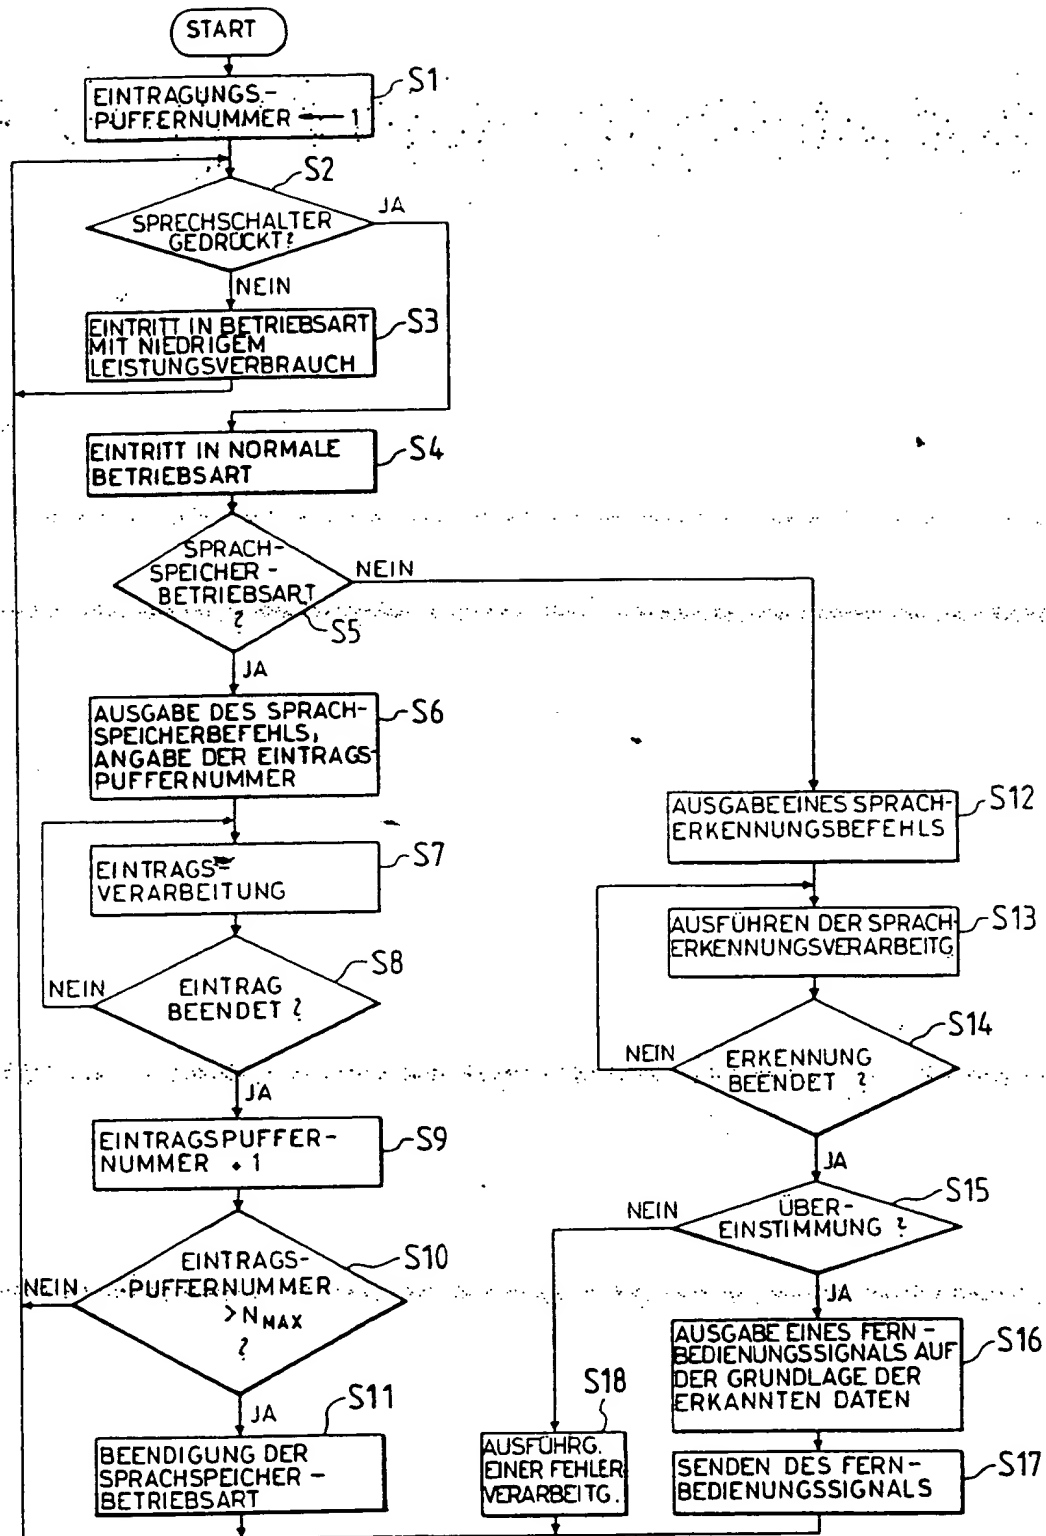 START
S1
EINTRAGUNGS-
PUFFERNUMMER ← 1
S2
SPRECHSCHALTER
GEDRÜCKT?
JA
NEIN
S3
EINTRITT IN BETRIEBSART
MIT NIEDRIGEM
LEISTUNGSVERBRAUCH
S4
EINTRITT IN NORMALE
BETRIEBSART
SPRACH-
SPEICHER-
BETRIEBSART
?
S5
NEIN
JA
S6
AUSGABE DES SPRACH-
SPEICHERBEFEHLS,
ANGABE DER EINTRAGS-
PUFFERNUMMER
S7
EINTRAGS-
VERARBEITUNG
S8
EINTRAG
BEENDET ?
NEIN
JA
S9
EINTRAGSPUFFER-
NUMMER + 1
S10
EINTRAGS-
PUFFERNUMMER
> NMAX
?
NEIN
JA
S11
BEENDIGUNG DER
SPRACHSPEICHER-
BETRIEBSART
S12
AUSGABE EINES SPRACH-
ERKENNUNGSBEFEHLS
S13
AUSFÜHREN DER SPRACH-
ERKENNUNGSVERARBEITG
S14
ERKENNUNG
BEENDET ?
NEIN
JA
S15
ÜBER-
EINSTIMMUNG ?
NEIN
JA
S16
AUSGABE EINES FERN-
BEDIENUNGSSIGNALS AUF
DER GRUNDLAGE DER
ERKANNTEN DATEN
S18
AUSFÜHRG.
EINER FEHLER
VERARBEITG.
S17
SENDEN DES FERN-
BEDIENUNGSSIGNALS